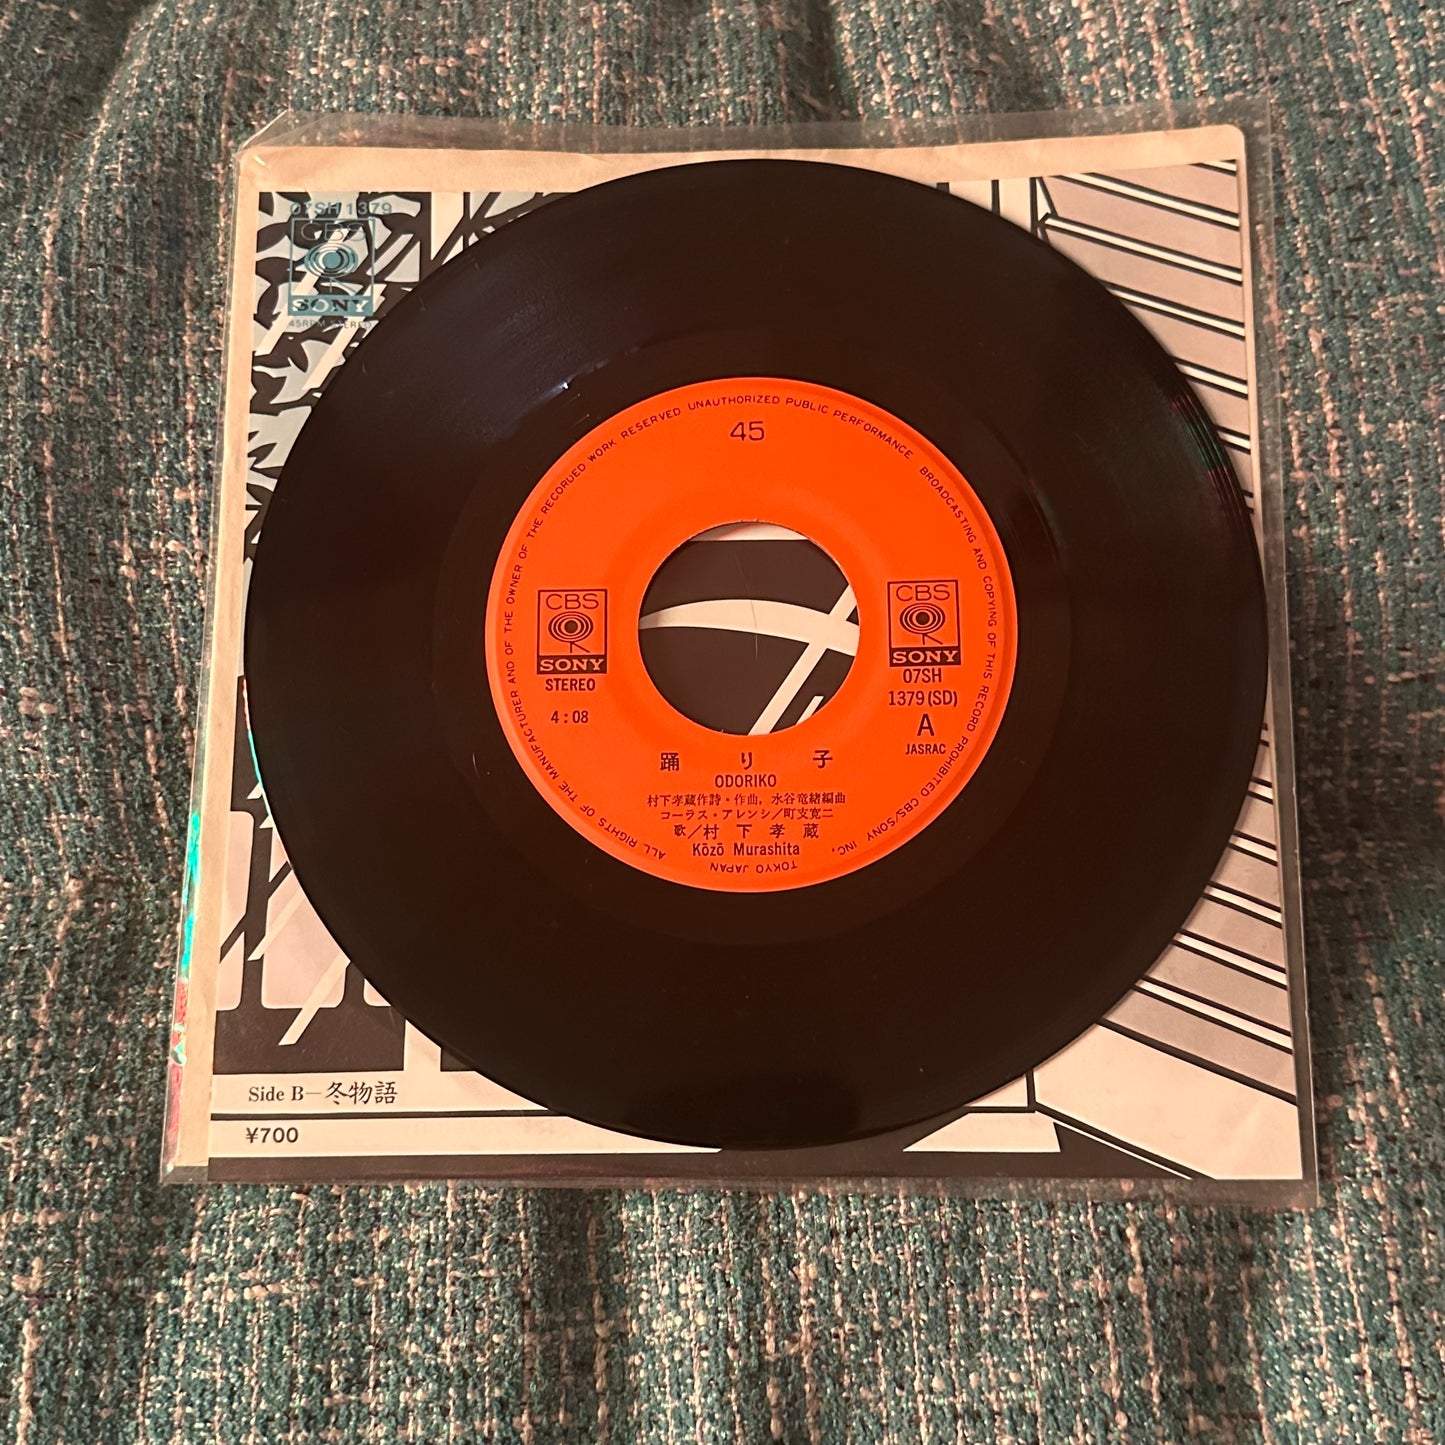 07SH 1379
CBS
SONY
45RPM STEREO
45
ALL RIGHTS OF THE MANUFACTURER AND OF THE OWNER OF THE RECORDED WORK RESERVED UNAUTHORIZED PUBLIC PERFORMANCE BROADCASTING AND COPYING OF THIS RECORD PROHIBITED CBS/SONY INC. TOKYO JAPAN
CBS
SONY
STEREO
4:08
CBS
SONY
07SH
1379(SD)
A
JASRAC
踊り子
ODORIKO
村下孝蔵作詩・作曲,水谷竜緒編曲
コーラス・アレンジ/町支寛二
歌/村下孝蔵
Kōzō Murashita
Side B—冬物語
¥700